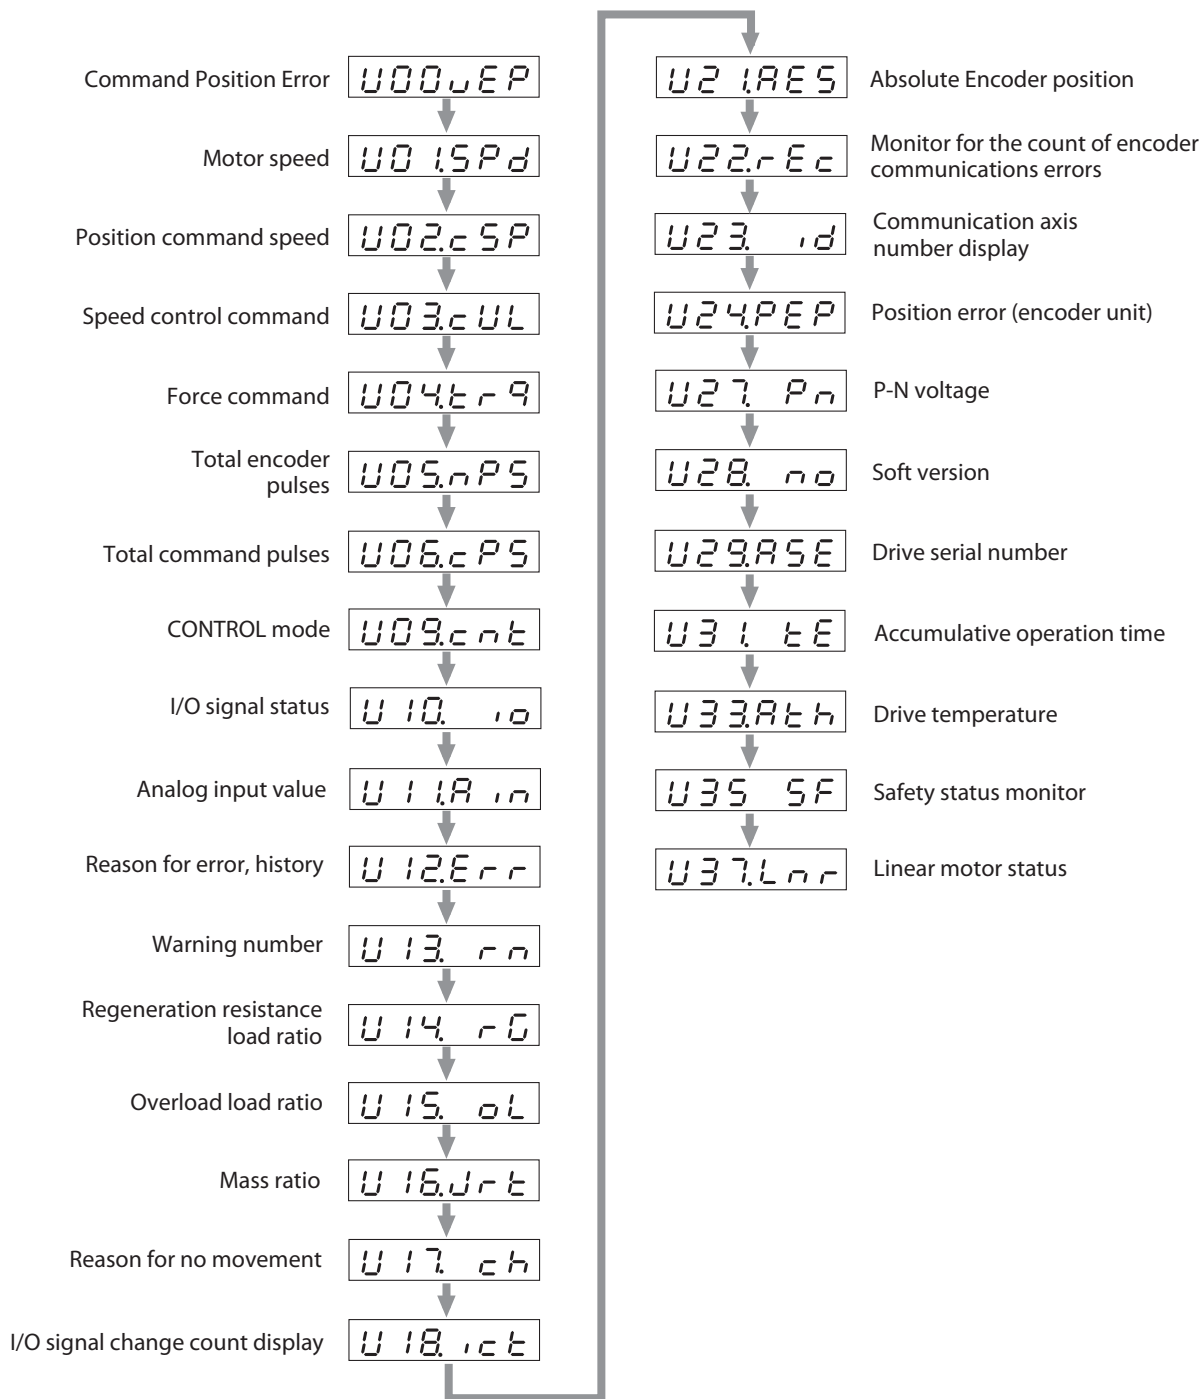 Command Position Error U00uEP
Motor speed U01.SPd
Position command speed U02.cSP
Speed control command U03.cUL
Force command U04.trq
Total encoder
pulses U05.nPS
Total command pulses U06.cPS
CONTROL mode U09.cnt
I/O signal status U10. io
Analog input value U11.Ain
Reason for error, history U12.Err
Warning number U13. rn
Regeneration resistance
load ratio U14. rG
Overload load ratio U15. oL
Mass ratio U16.Jrt
Reason for no movement U17. ch
I/O signal change count display U18.ict
U21.AES Absolute Encoder position
U22.rEc Monitor for the count of encoder
communications errors
U23. id Communication axis
number display
U24.PEP Position error (encoder unit)
U27. Pn P-N voltage
U28. no Soft version
U29.ASE Drive serial number
U31. tE Accumulative operation time
U33.Ath Drive temperature
U35 SF Safety status monitor
U37.Lnr Linear motor status